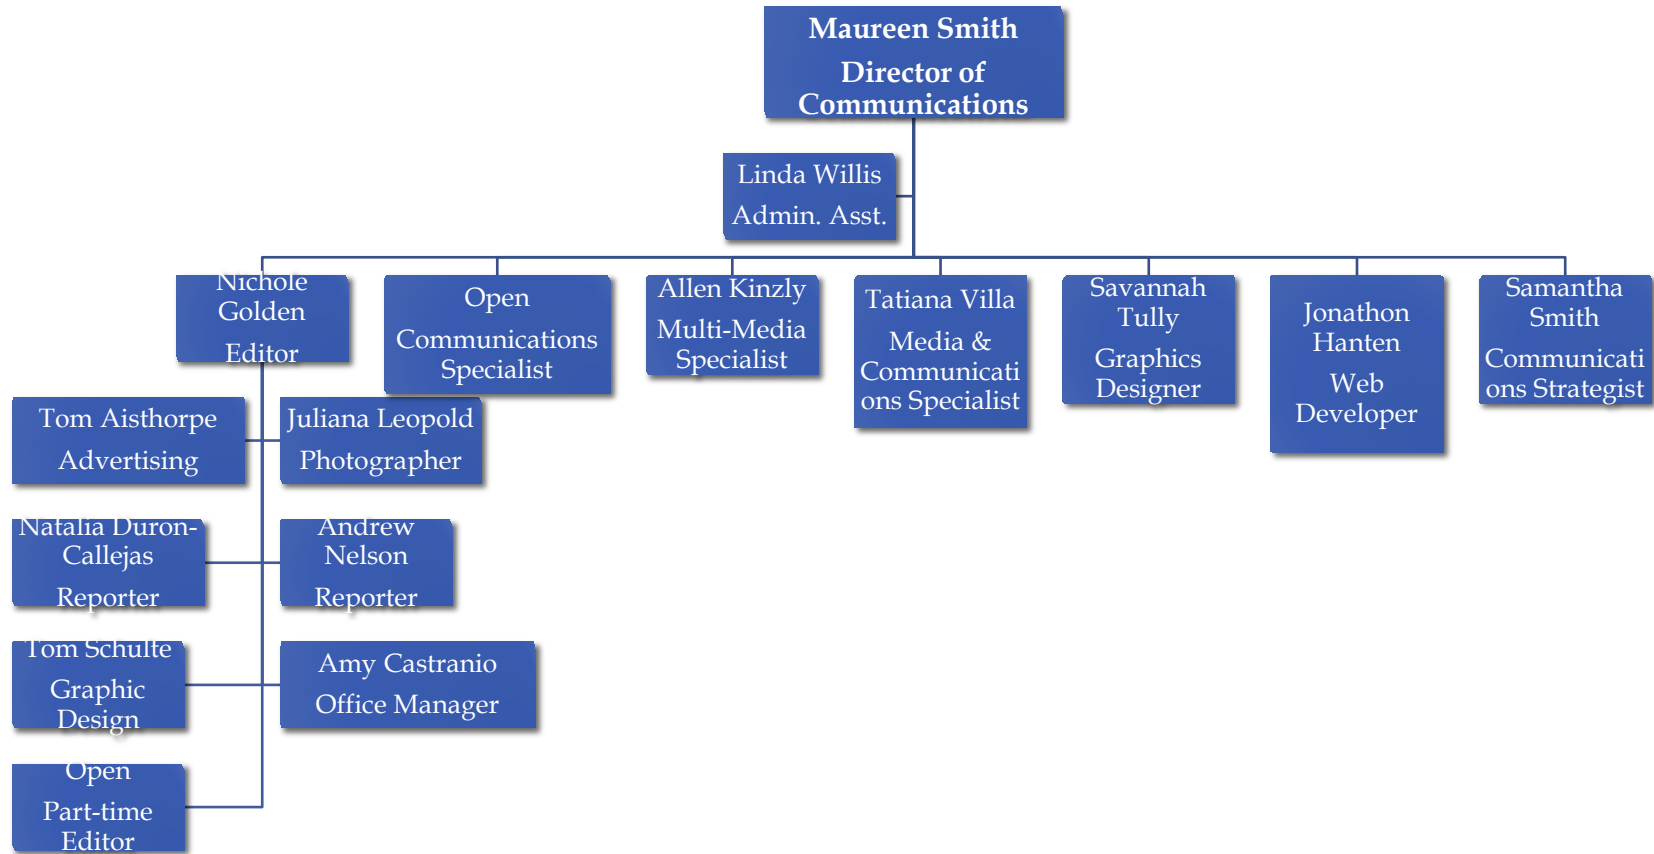 Maureen Smith
Director of
Communications
Linda Willis
Admin. Asst.
Nichole
Golden
Editor
Open
Communications
Specialist
Allen Kinzly
Multi-Media
Specialist
Tatiana Villa
Media &
Communicati
ons Specialist
Savannah
Tully
Graphics
Designer
Jonathon
Hanten
Web
Developer
Samantha
Smith
Communicati
ons Strategist
Tom Aisthorpe
Advertising
Juliana Leopold
Photographer
Natalia Duron-
Callejas
Reporter
Andrew
Nelson
Reporter
Tom Schulte
Graphic
Design
Amy Castranio
Office Manager
Open
Part-time
Editor